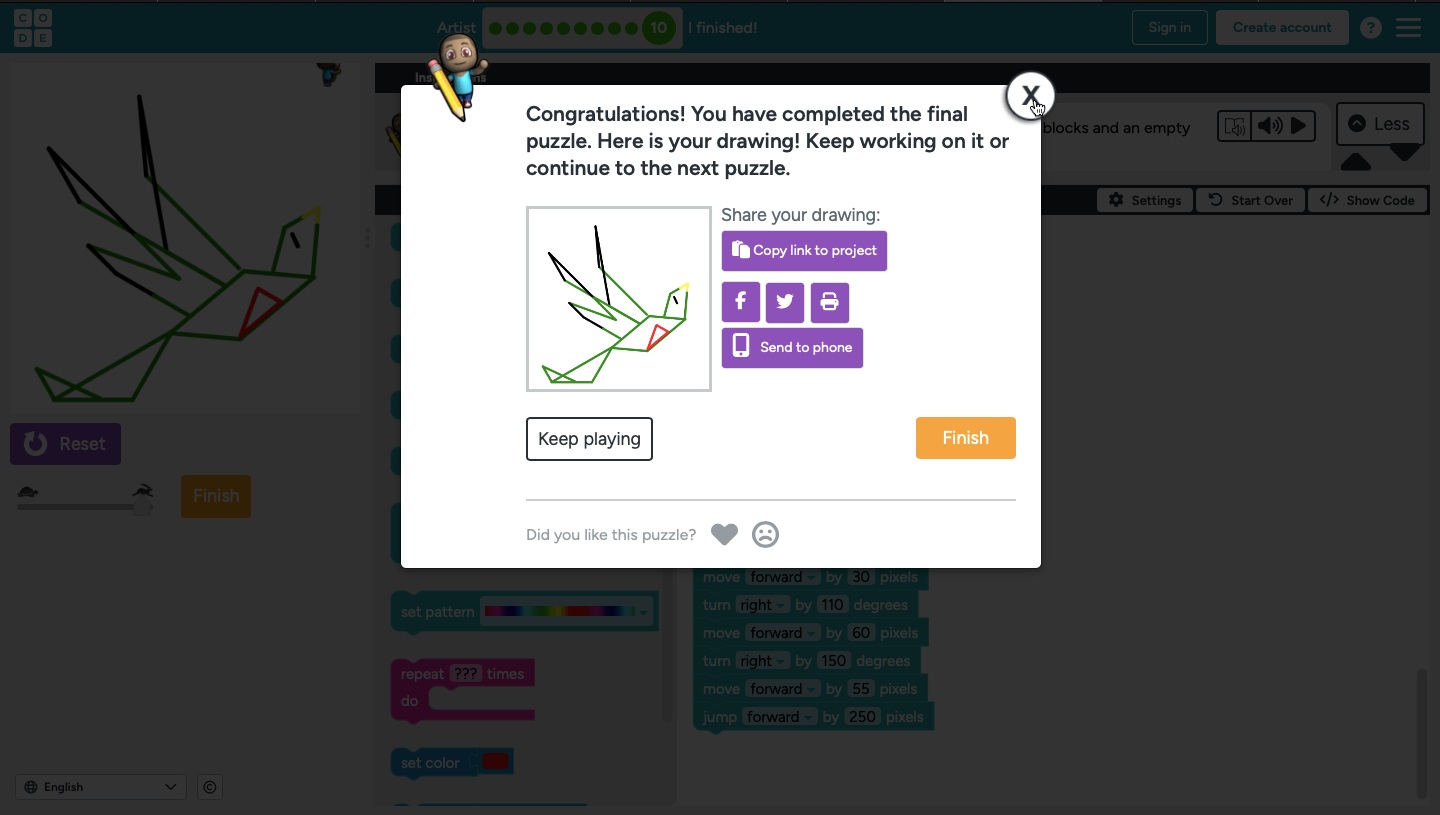 C O
D E
Artist
10
I finished!
Sign in
Create account
?
X
Congratulations! You have completed the final
puzzle. Here is your drawing! Keep working on it or
continue to the next puzzle.
blocks and an empty
Less
Settings
Start Over
Show Code
Share your drawing:
Copy link to project
Send to phone
Keep playing
Finish
Did you like this puzzle?
Reset
Finish
set pattern
repeat ??? times
do
set color
move forward by 30 pixels
turn right by 110 degrees
move forward by 60 pixels
turn right by 150 degrees
move forward by 55 pixels
jump forward by 250 pixels
English
©